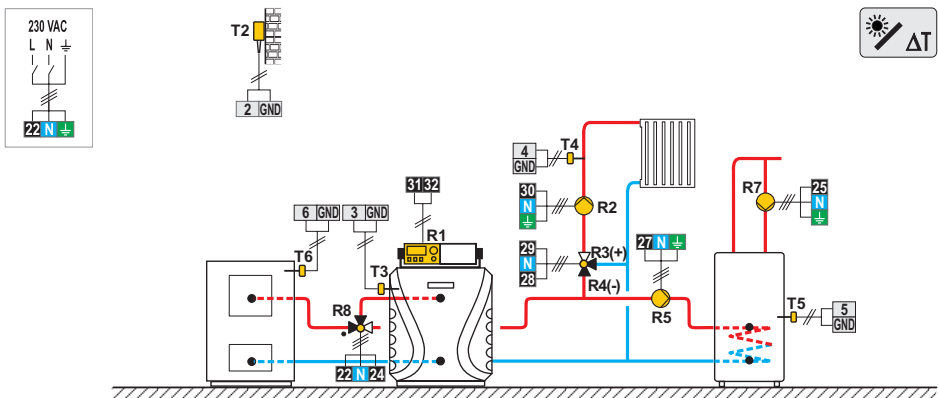 230 VAC
L N
22 N
T2
2 GND
ΔT
T4
4
GND
30
N
R2
31 32
6 GND
3 GND
R1
29
N
28
R3(+)
R4(-)
27 N
R7
25
N
T6
T3
R8
R5
T5
5
GND
22 N 24